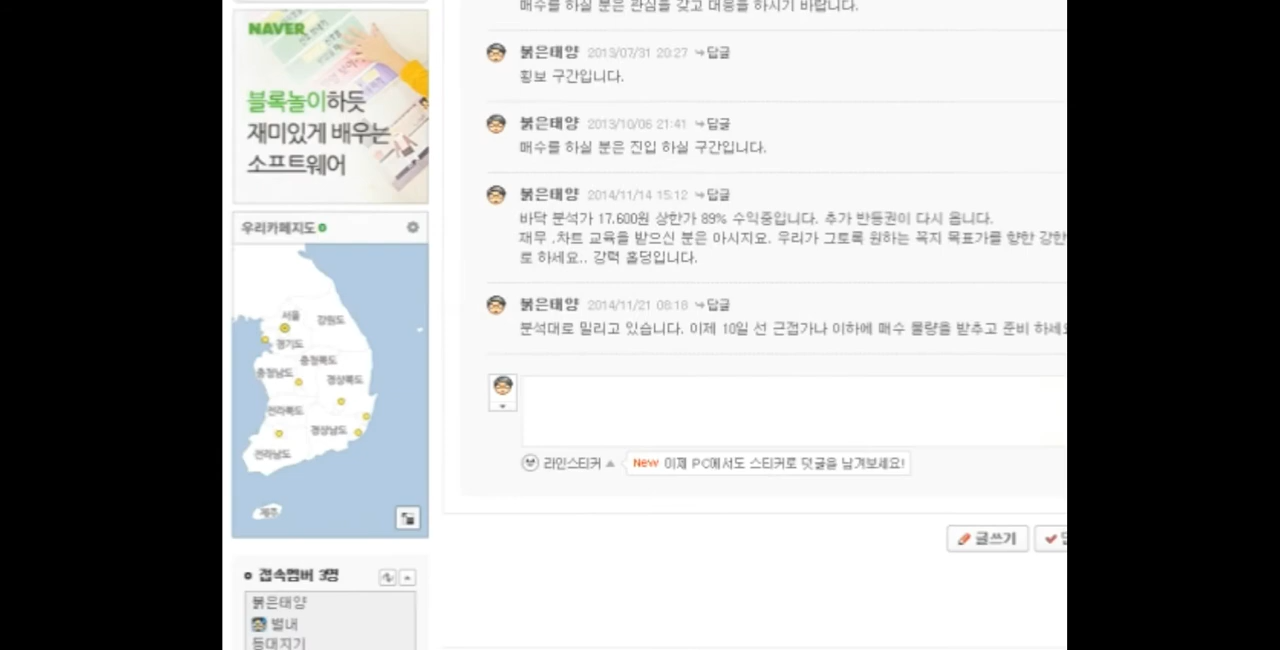 매수를 하실 분은 관심을 갖고 대응을 하시기 바랍니다.
NAVER
블록놀이하듯
재미있게 배우는
소프트웨어
붉은태양 2013/07/31 20:27 답글
횡보 구간입니다.
붉은태양 2013/10/06 21:41 답글
매수를 하실 분은 진입 하실 구간입니다.
붉은태양 2014/11/14 15:12 답글
바닥 분석가 17.600원 상한가 89% 수익중입니다. 추가 반등권이 다시 옵니다.
재무 .차트 교육을 받으신 분은 아시지요. 우리가 그토록 원하는 꼭지 목표가를 향한 강한
로 하세요.. 강력 홀딩입니다.
붉은태양 2014/11/21 08:18 답글
분석대로 밀리고 있습니다. 이제 10일 선 근접가나 이하에 매수 물량을 받추고 준비 하세
우리카페지도
서울
강원도
경기도
충청북도
충청남도
경상북도
전라북도
경상남도
전라남도
제주
라인스티커 New 이제 PC에서도 스티커로 덧글을 남겨보세요!
글쓰기
접속멤버 3명
붉은태양
별내
등대지기